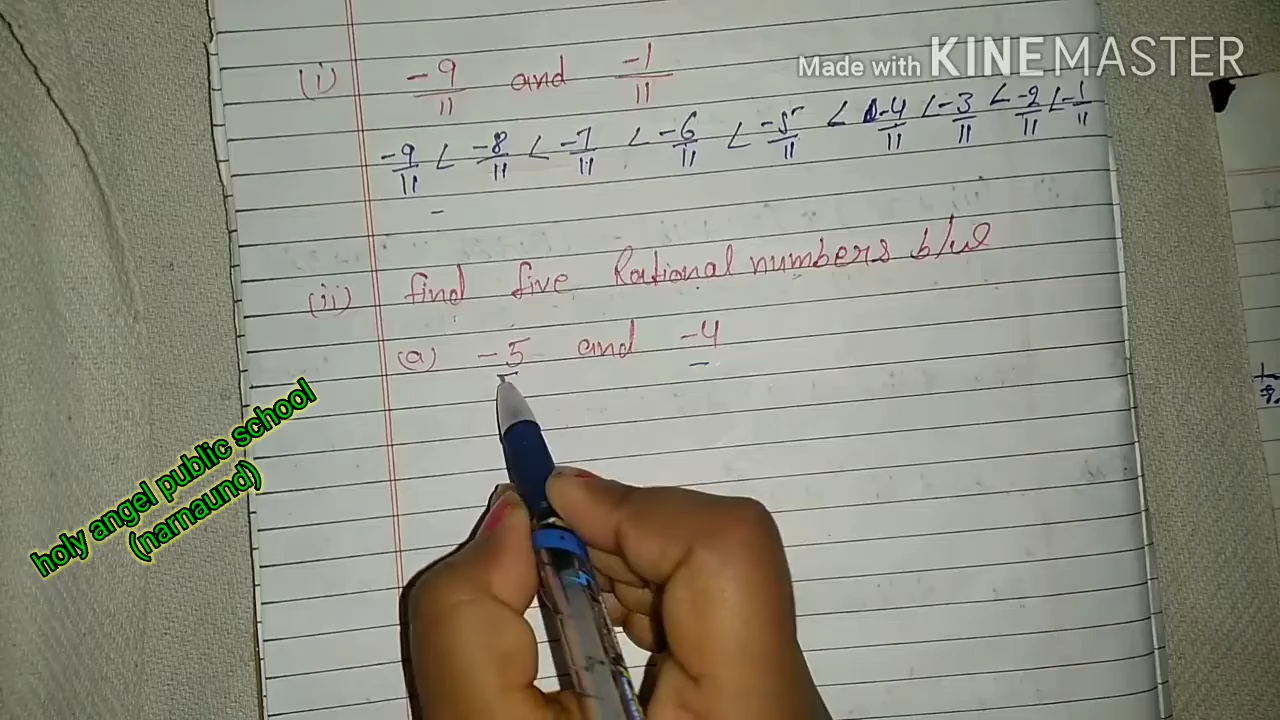 Made with KINEMASTER
(i) -9/11 and -1/11
-9/11 < -8/11 < -7/11 < -6/11 < -5/11 < -4/11 < -3/11 < -2/11 < -1/11
(ii) find five Rational numbers b/w
(a) -5 and -4
holy angel public school
(narnaund)